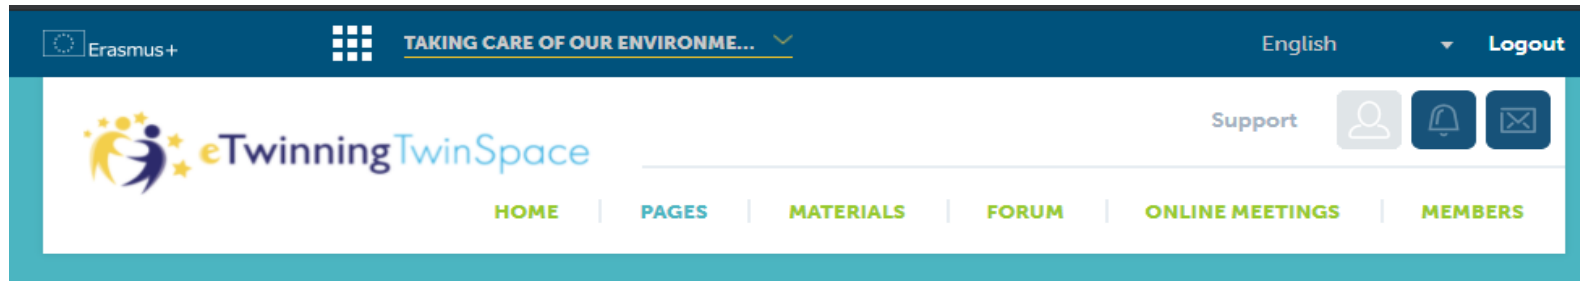 Erasmus+ TAKING CARE OF OUR ENVIRONME... English Logout
Support
eTwinning TwinSpace
HOME PAGES MATERIALS FORUM ONLINE MEETINGS MEMBERS